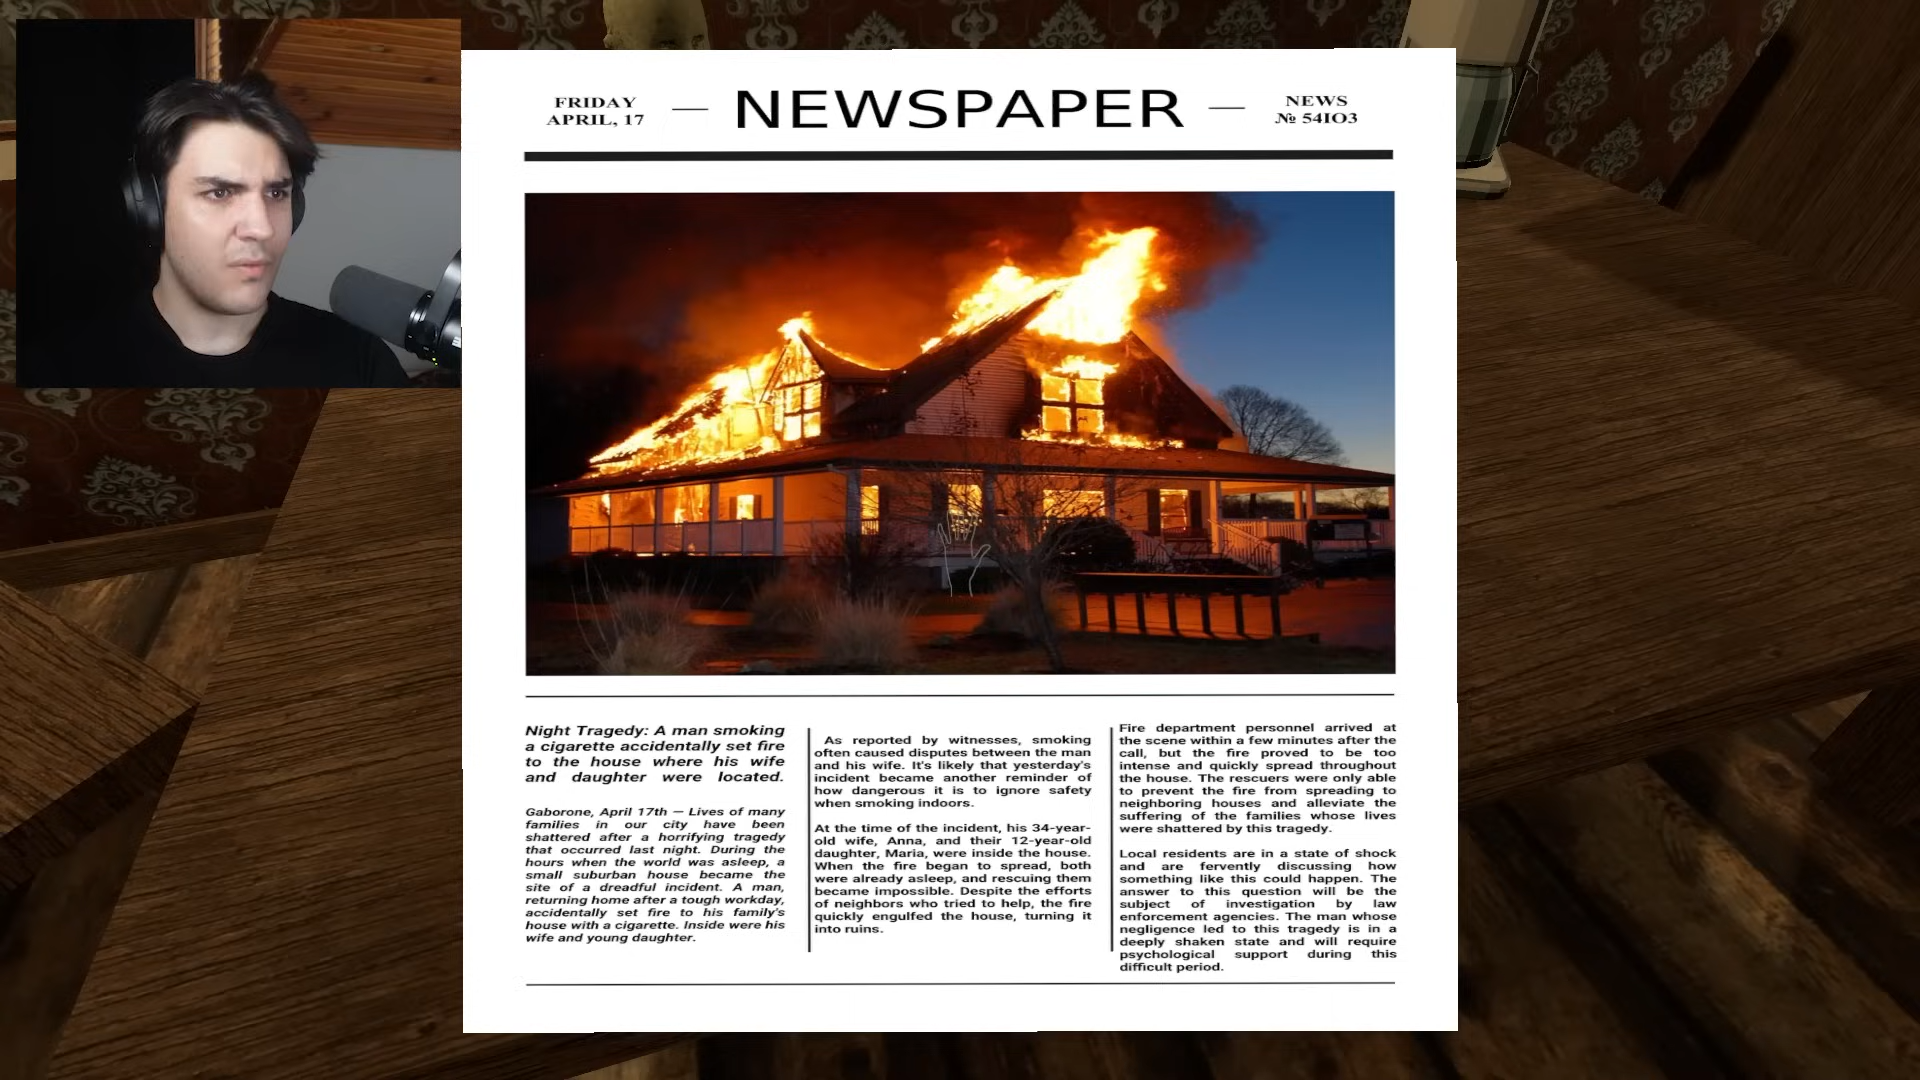 FRIDAY
APRIL, 17
NEWSPAPER
NEWS
№ 54IO3
Night Tragedy: A man smoking
a cigarette accidentally set fire
to the house where his wife
and daughter were located.
Gaborone, April 17th — Lives of many
families in our city have been
shattered after a horrifying tragedy
that occurred last night. During the
hours when the world was asleep, a
small suburban house became the
site of a dreadful incident. A man,
returning home after a tough workday,
accidentally set fire to his family's
house with a cigarette. Inside were his
wife and young daughter.
As reported by witnesses, smoking
often caused disputes between the man
and his wife. It's likely that yesterday's
incident became another reminder of
how dangerous it is to ignore safety
when smoking indoors.
At the time of the incident, his 34-year-
old wife, Anna, and their 12-year-old
daughter, Maria, were inside the house.
When the fire began to spread, both
were already asleep, and rescuing them
became impossible. Despite the efforts
of neighbors who tried to help, the fire
quickly engulfed the house, turning it
into ruins.
Fire department personnel arrived at
the scene within a few minutes after the
call, but the fire proved to be too
intense and quickly spread throughout
the house. The rescuers were only able
to prevent the fire from spreading to
neighboring houses and alleviate the
suffering of the families whose lives
were shattered by this tragedy.
Local residents are in a state of shock
and are fervently discussing how
something like this could happen. The
answer to this question will be the
subject of investigation by law
enforcement agencies. The man whose
negligence led to this tragedy is in a
deeply shaken state and will require
psychological support during this
difficult period.